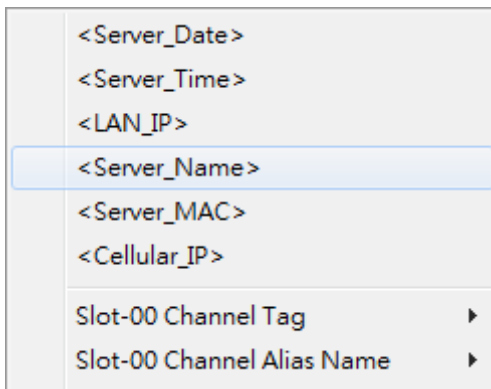 <Server_Date>
<Server_Time>
<LAN_IP>
<Server_Name>
<Server_MAC>
<Cellular_IP>
Slot-00 Channel Tag
Slot-00 Channel Alias Name